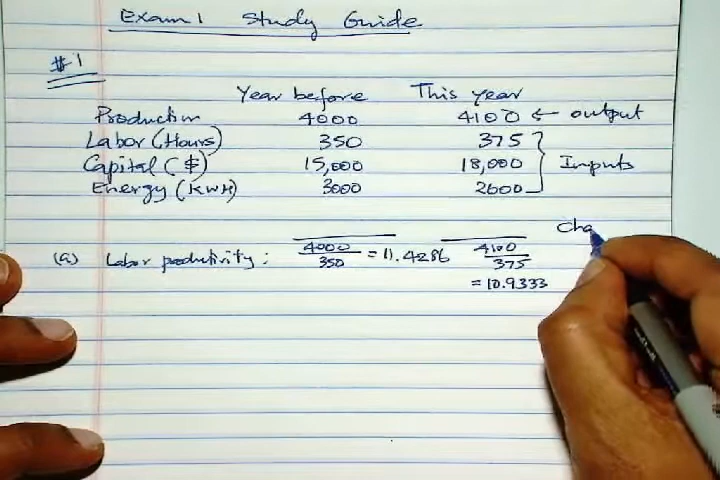 Exam 1 Study Guide
#1
Year before This year
Production 4000 4100 ← output
Labor (Hours) 350 375
Capital ($) 15,000 18,000 Inputs
Energy (KWH) 3000 2600
Cha
(a) Labor productivity : 4000/350 = 11.4286 4100/375
= 10.9333